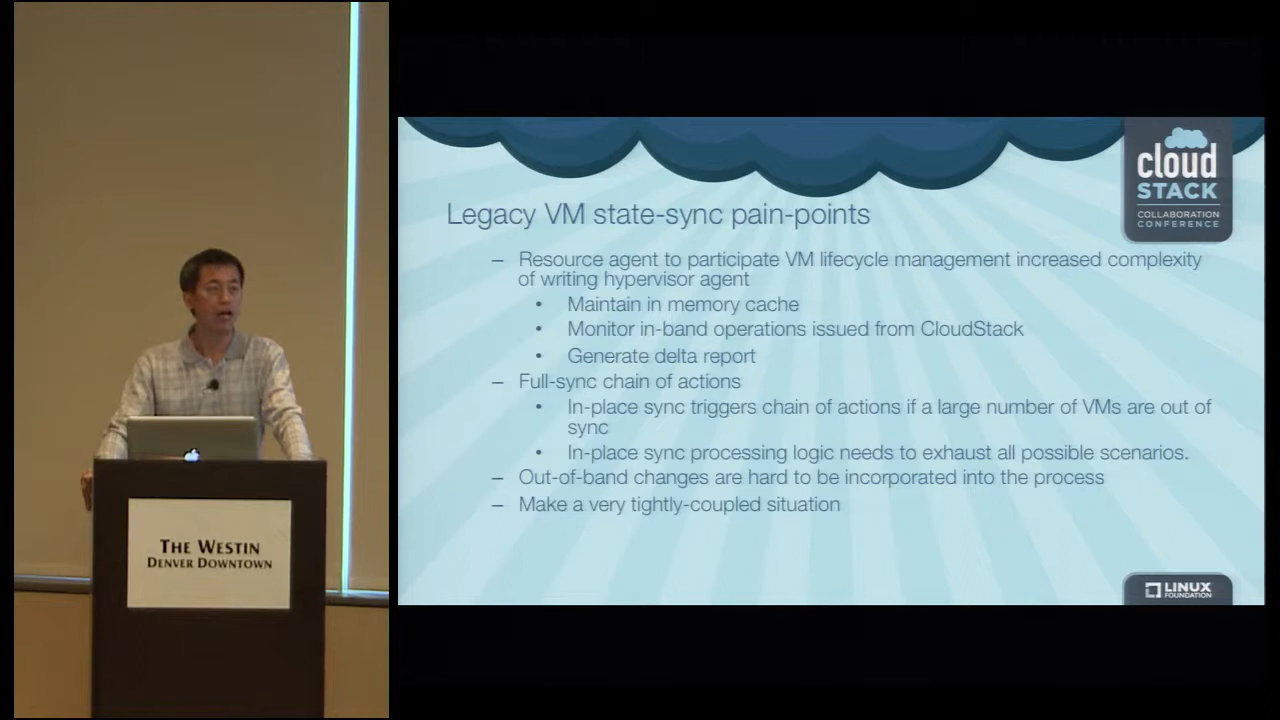 cloud
STACK
COLLABORATION
CONFERENCE
Legacy VM state-sync pain-points
– Resource agent to participate VM lifecycle management increased complexity
of writing hypervisor agent
• Maintain in memory cache
• Monitor in-band operations issued from CloudStack
• Generate delta report
– Full-sync chain of actions
• In-place sync triggers chain of actions if a large number of VMs are out of
sync
• In-place sync processing logic needs to exhaust all possible scenarios.
– Out-of-band changes are hard to be incorporated into the process
– Make a very tightly-coupled situation
THE WESTIN
DENVER DOWNTOWN
LINUX
FOUNDATION